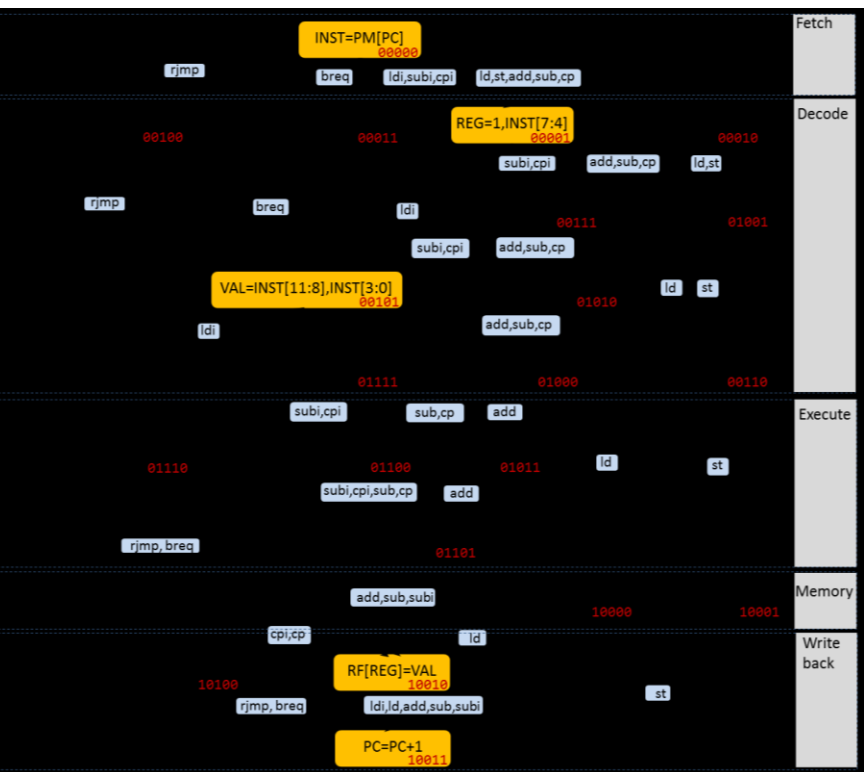 INST=PM[PC]
00000
Fetch
rjmp
breq
ldi,subi,cpi
ld,st,add,sub,cp
REG=1,INST[7:4]
00001
Decode
00100
00011
00010
subi,cpi
add,sub,cp
ld,st
rjmp
breq
ldi
00111
01001
subi,cpi
add,sub,cp
VAL=INST[11:8],INST[3:0]
00101
01010
ld
st
ldi
add,sub,cp
01111
01000
00110
subi,cpi
sub,cp
add
Execute
01110
01100
01011
ld
st
subi,cpi,sub,cp
add
rjmp, breq
01101
add,sub,subi
Memory
10000
10001
cpi,cp
ld
Write
back
RF[REG]=VAL
10010
10100
st
rjmp, breq
ldi,ld,add,sub,subi
PC=PC+1
10011